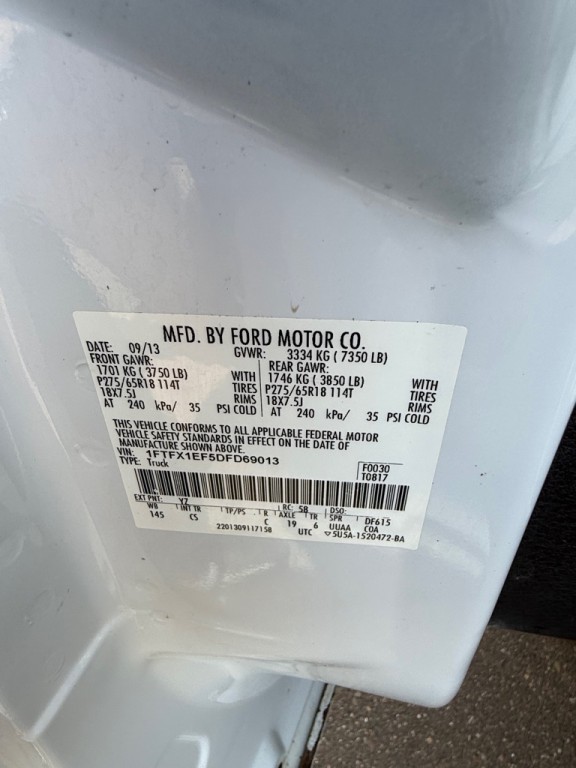 MFD. BY FORD MOTOR CO.
DATE: 09/13 GVWR: 3334 KG ( 7350 LB)
FRONT GAWR: REAR GAWR:
1701 KG ( 3750 LB) WITH 1746 KG ( 3850 LB) WITH
P275/65R18 114T TIRES P275/65R18 114T TIRES
18X7.5J RIMS 18X7.5J RIMS
AT 240 kPa/ 35 PSI COLD AT 240 kPa/ 35 PSI COLD
THIS VEHICLE CONFORMS TO ALL APPLICABLE FEDERAL MOTOR
VEHICLE SAFETY STANDARDS IN EFFECT ON THE DATE OF
MANUFACTURE SHOWN ABOVE.
VIN: 1FTFX1EF5DFD69013 F0030
TYPE: Truck T0817
EXT PNT: YZ RC: 58 DSO:
WB INT TR TP/PS R AXLE TR SPR DF615
145 CS C 19 6 UUAA COA
2201309117158 UTC ▽5U5A-1520472-BA